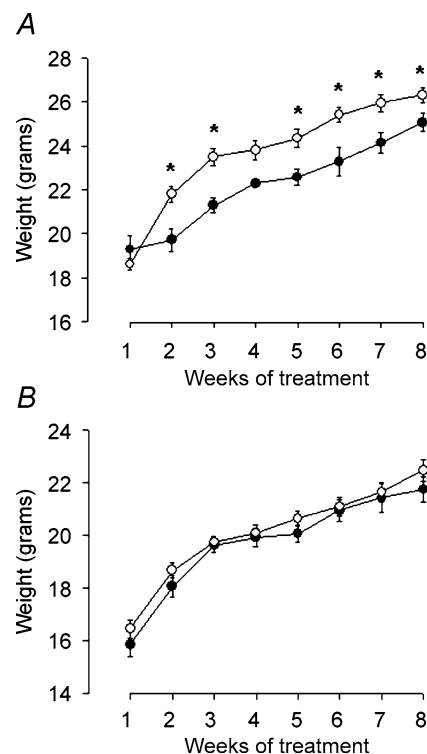 A
28
26
24
22
20
18
16
Weight (grams)
* * * * * *
1 2 3 4 5 6 7 8
Weeks of treatment
B
24
22
20
18
16
14
Weight (grams)
1 2 3 4 5 6 7 8
Weeks of treatment